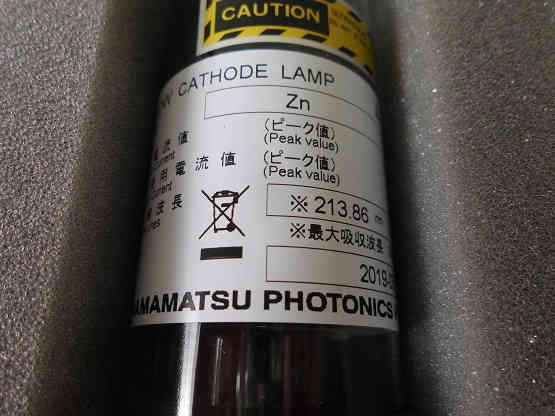 CAUTION
CATHODE LAMP
Zn
流値 (ピーク値)
(Peak value)
用電流値 (ピーク値)
(Peak value)
波長 ※213.86
※最大吸収波長
2019
PHOTONICS